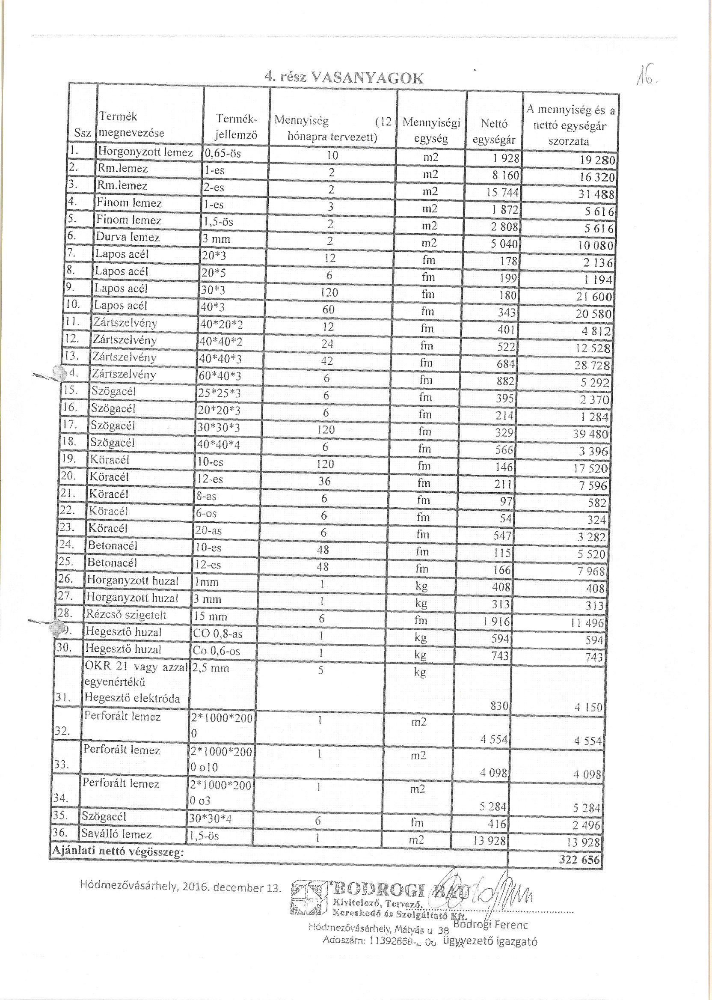 16.
4. rész VASANYAGOK
Ssz Termék megnevezése Termék-jellemző Mennyiség (12 hónapra tervezett) Mennyiségi egység Nettó egységár A mennyiség és a nettó egységár szorzata
1. Horgonyzott lemez 0,65-ös 10 m2 1 928 19 280
2. Rm.lemez 1-es 2 m2 8 160 16 320
3. Rm.lemez 2-es 2 m2 15 744 31 488
4. Finom lemez 1-es 3 m2 1 872 5 616
5. Finom lemez 1,5-ös 2 m2 2 808 5 616
6. Durva lemez 3 mm 2 m2 5 040 10 080
7. Lapos acél 20*3 12 fm 178 2 136
8. Lapos acél 20*5 6 fm 199 1 194
9. Lapos acél 30*3 120 fm 180 21 600
10. Lapos acél 40*3 60 fm 343 20 580
11. Zártszelvény 40*20*2 12 fm 401 4 812
12. Zártszelvény 40*40*2 24 fm 522 12 528
13. Zártszelvény 40*40*3 42 fm 684 28 728
4. Zártszelvény 60*40*3 6 fm 882 5 292
15. Szögacél 25*25*3 6 fm 395 2 370
16. Szögacél 20*20*3 6 fm 214 1 284
17. Szögacél 30*30*3 120 fm 329 39 480
18. Szögacél 40*40*4 6 fm 566 3 396
19. Köracél 10-es 120 fm 146 17 520
20. Köracél 12-es 36 fm 211 7 596
21. Köracél 8-as 6 fm 97 582
22. Köracél 6-os 6 fm 54 324
23. Köracél 20-as 6 fm 547 3 282
24. Betonacél 10-es 48 fm 115 5 520
25. Betonacél 12-es 48 fm 166 7 968
26. Horganyzott huzal 1mm 1 kg 408 408
27. Horganyzott huzal 3 mm 1 kg 313 313
28. Rézcső szigetelt 15 mm 6 fm 1 916 11 496
9. Hegesztő huzal CO 0,8-as 1 kg 594 594
30. Hegesztő huzal Co 0,6-os 1 kg 743 743
31. OKR 21 vagy azzal egyenértékű Hegesztő elektróda 2,5 mm 5 kg 830 4 150
32. Perforált lemez 2*1000*2000 1 m2 4 554 4 554
33. Perforált lemez 2*1000*2000 o10 1 m2 4 098 4 098
34. Perforált lemez 2*1000*2000 o3 1 m2 5 284 5 284
35. Szögacél 30*30*4 6 fm 416 2 496
36. Saválló lemez 1,5-ös 1 m2 13 928 13 928
Ajánlati nettó végösszeg: 322 656
Hódmezővásárhely, 2016. december 13.
BODROGI BAU
Kivitelező, Tervező,
Kereskedő és Szolgáltató Kft.
Hódmezővásárhely, Mátyás u 38
Bodrogi Ferenc
Adószám: 11392668-
ügyvezető igazgató